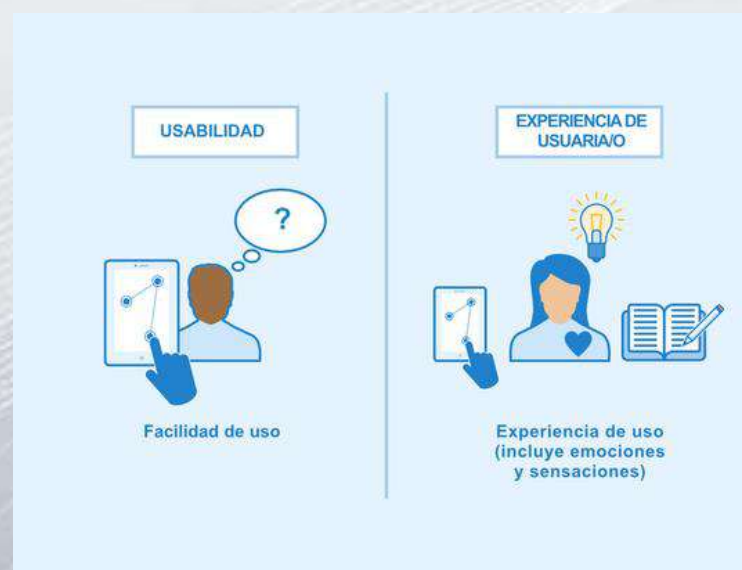 USABILIDAD
?
Facilidad de uso
EXPERIENCIA DE
USUARIA/O
Experiencia de uso
(incluye emociones
y sensaciones)